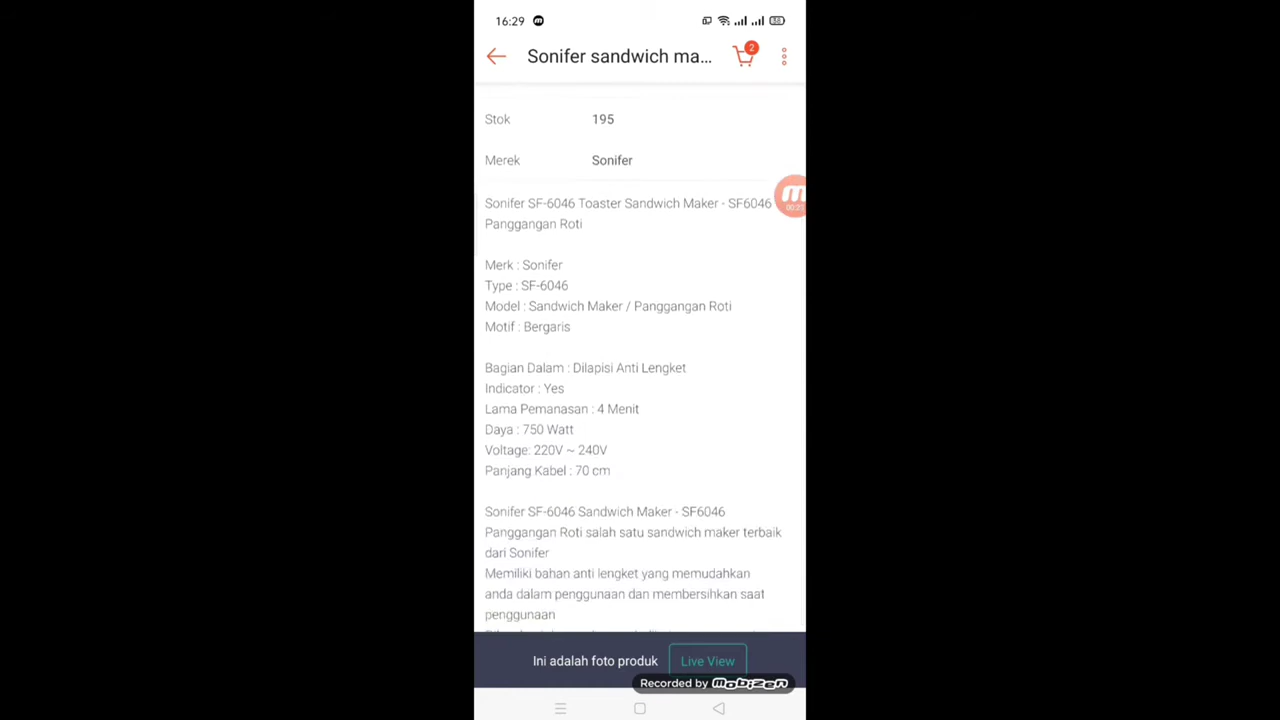 16:29
58
Sonifer sandwich ma...
2
Stok 195
Merek Sonifer
00:21
Sonifer SF-6046 Toaster Sandwich Maker - SF6046
Panggangan Roti
Merk : Sonifer
Type : SF-6046
Model : Sandwich Maker / Panggangan Roti
Motif : Bergaris
Bagian Dalam : Dilapisi Anti Lengket
Indicator : Yes
Lama Pemanasan : 4 Menit
Daya : 750 Watt
Voltage: 220V ~ 240V
Panjang Kabel : 70 cm
Sonifer SF-6046 Sandwich Maker - SF6046
Panggangan Roti salah satu sandwich maker terbaik
dari Sonifer
Memiliki bahan anti lengket yang memudahkan
anda dalam penggunaan dan membersihkan saat
penggunaan
Ini adalah foto produk Live View
Recorded by mobizen